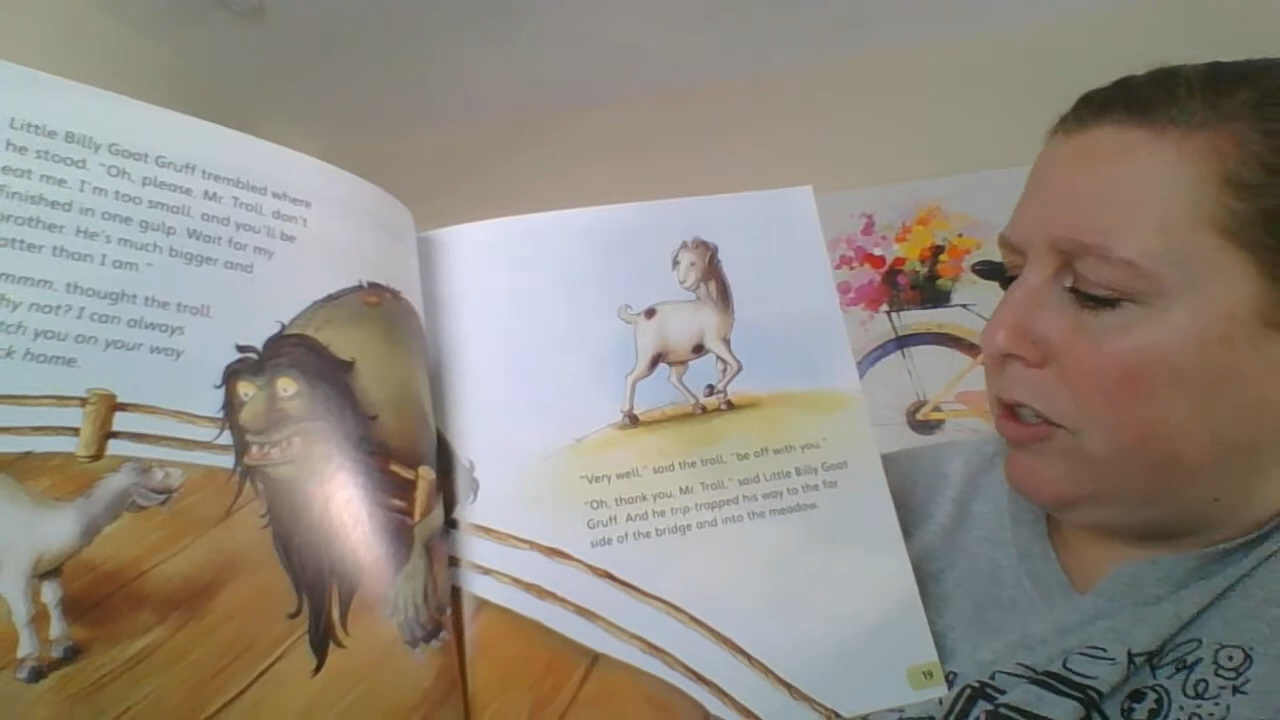 Little Billy Goat Gruff trembled where
he stood. "Oh, please, Mr. Troll, don't
eat me. I'm too small, and you'll be
finished in one gulp. Wait for my
brother. He's much bigger and
atter than I am."
mmm, thought the troll.
hy not? I can always
tch you on your way
ck home.
"Very well," said the troll, "be off with you."
"Oh, thank you, Mr. Troll," said Little Billy Goat
Gruff. And he trip-trapped his way to the far
side of the bridge and into the meadow.
19